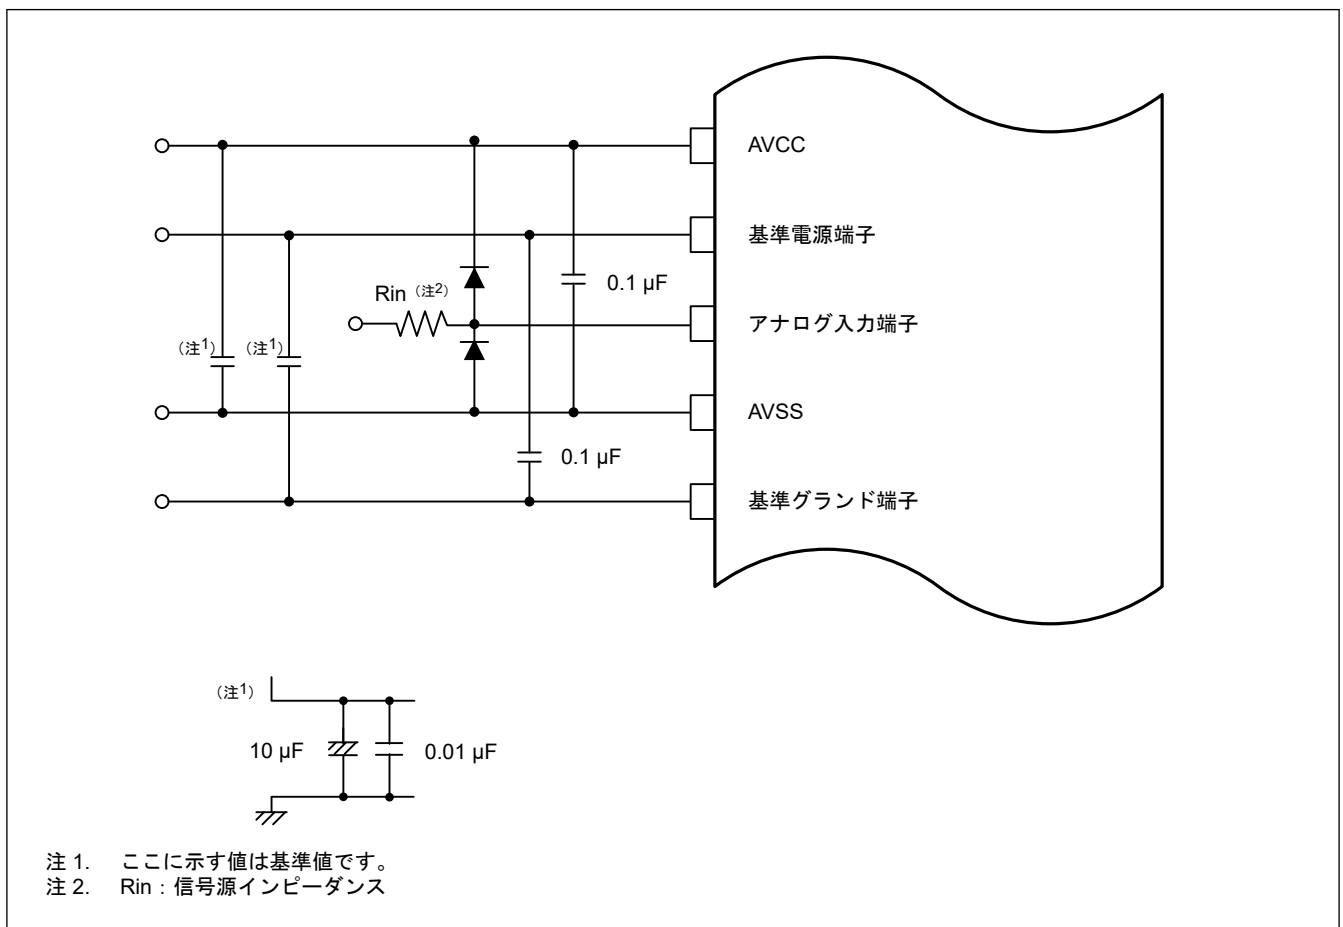 AVCC
基準電源端子
0.1 µF
Rin（注2）
アナログ入力端子
（注1）
（注1）
AVSS
0.1 µF
基準グランド端子
（注1）
10 µF
0.01 µF
注 1. ここに示す値は基準値です。
注 2. Rin：信号源インピーダンス